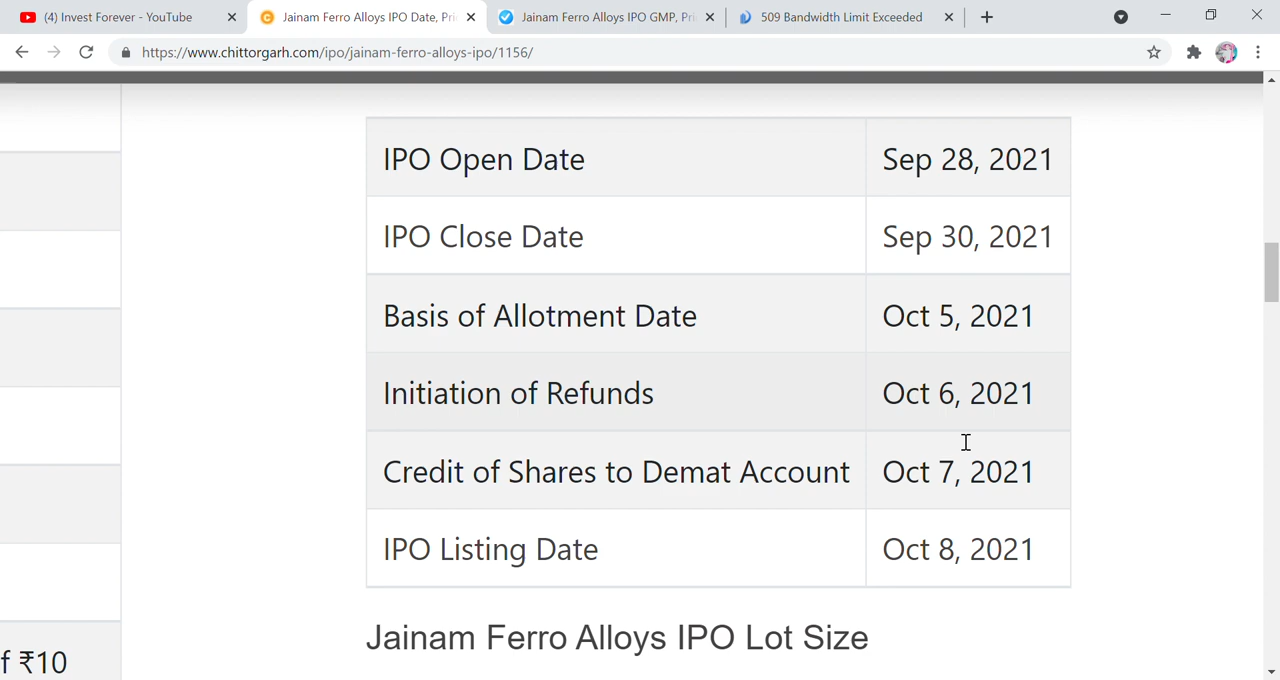 (4) Invest Forever - YouTube
Jainam Ferro Alloys IPO Date, Pri
Jainam Ferro Alloys IPO GMP, Pri
509 Bandwidth Limit Exceeded
https://www.chittorgarh.com/ipo/jainam-ferro-alloys-ipo/1156/
IPO Open Date Sep 28, 2021
IPO Close Date Sep 30, 2021
Basis of Allotment Date Oct 5, 2021
Initiation of Refunds Oct 6, 2021
Credit of Shares to Demat Account Oct 7, 2021
IPO Listing Date Oct 8, 2021
Jainam Ferro Alloys IPO Lot Size
f ₹10